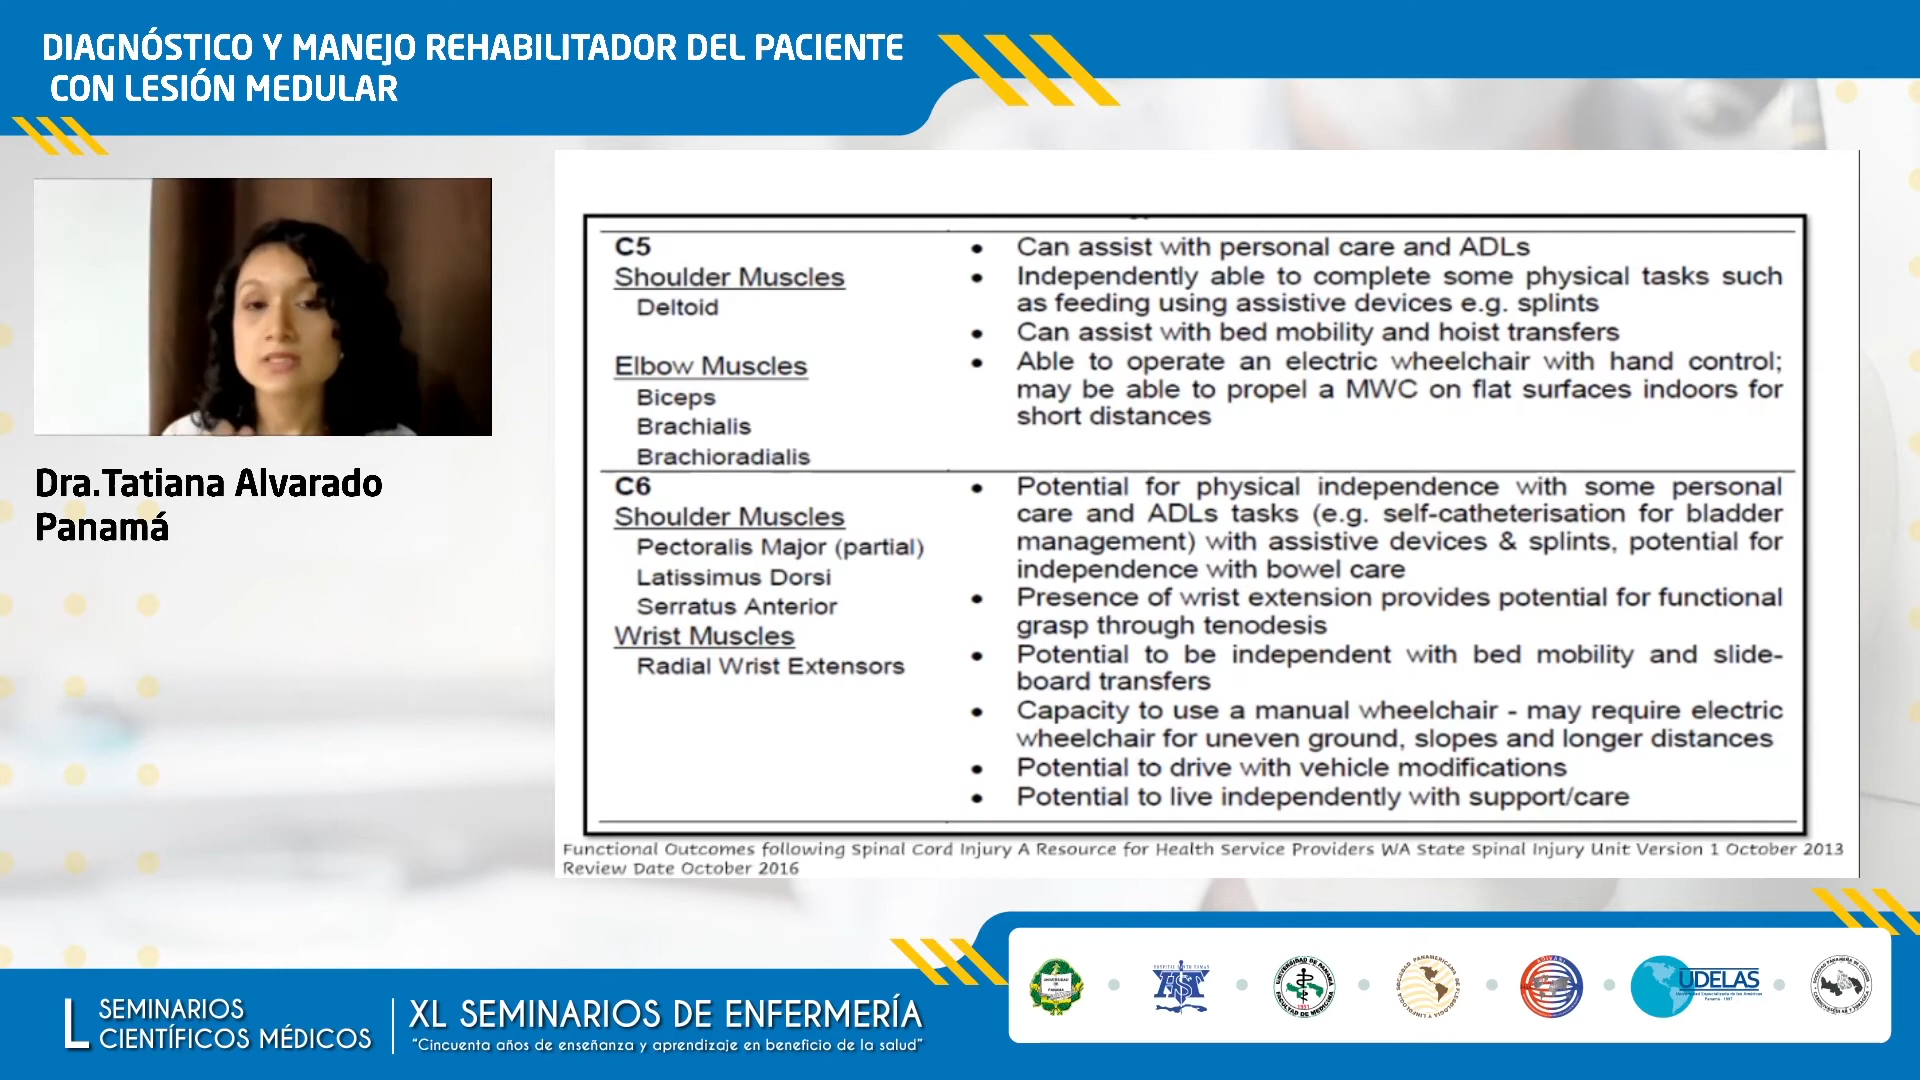 DIAGNÓSTICO Y MANEJO REHABILITADOR DEL PACIENTE
CON LESIÓN MEDULAR
Dra.Tatiana Alvarado
Panamá
C5
Shoulder Muscles
Deltoid
Elbow Muscles
Biceps
Brachialis
Brachioradialis
• Can assist with personal care and ADLs
• Independently able to complete some physical tasks such
as feeding using assistive devices e.g. splints
• Can assist with bed mobility and hoist transfers
• Able to operate an electric wheelchair with hand control;
may be able to propel a MWC on flat surfaces indoors for
short distances
C6
Shoulder Muscles
Pectoralis Major (partial)
Latissimus Dorsi
Serratus Anterior
Wrist Muscles
Radial Wrist Extensors
• Potential for physical independence with some personal
care and ADLs tasks (e.g. self-catheterisation for bladder
management) with assistive devices & splints, potential for
independence with bowel care
• Presence of wrist extension provides potential for functional
grasp through tenodesis
• Potential to be independent with bed mobility and slide-
board transfers
• Capacity to use a manual wheelchair - may require electric
wheelchair for uneven ground, slopes and longer distances
• Potential to drive with vehicle modifications
• Potential to live independently with support/care
Functional Outcomes following Spinal Cord Injury A Resource for Health Service Providers WA State Spinal Injury Unit Version 1 October 2013
Review Date October 2016
L SEMINARIOS
CIENTÍFICOS MÉDICOS
XL SEMINARIOS DE ENFERMERÍA
“Cincuenta años de enseñanza y aprendizaje en beneficio de la salud”
HST
UNIVERSIDAD DE PANAMÁ
FACULTAD DE MEDICINA
UDELAS